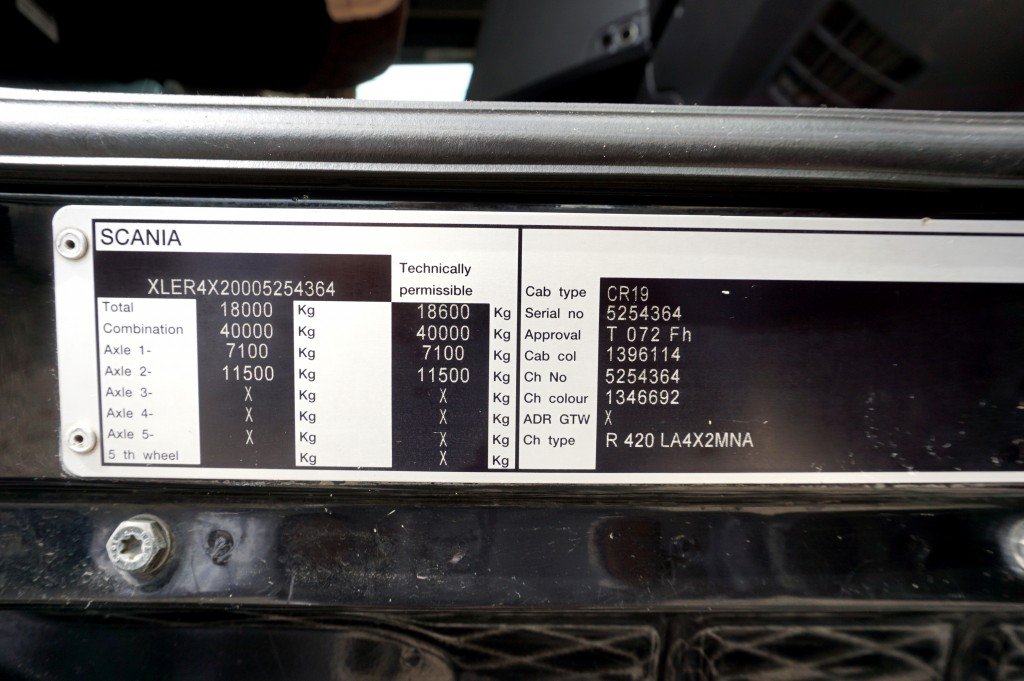 SCANIA
XLER4X20005254364
Technically
permissible
Total 18000 Kg 18600 Kg
Combination 40000 Kg 40000 Kg
Axle 1- 7100 Kg 7100 Kg
Axle 2- 11500 Kg 11500 Kg
Axle 3- X Kg X Kg
Axle 4- X Kg X Kg
Axle 5- X Kg X Kg
5 th wheel Kg X Kg
Cab type CR19
Serial no 5254364
Approval T 072 Fh
Cab col 1396114
Ch No 5254364
Ch colour 1346692
ADR GTW X
Ch type R 420 LA4X2MNA